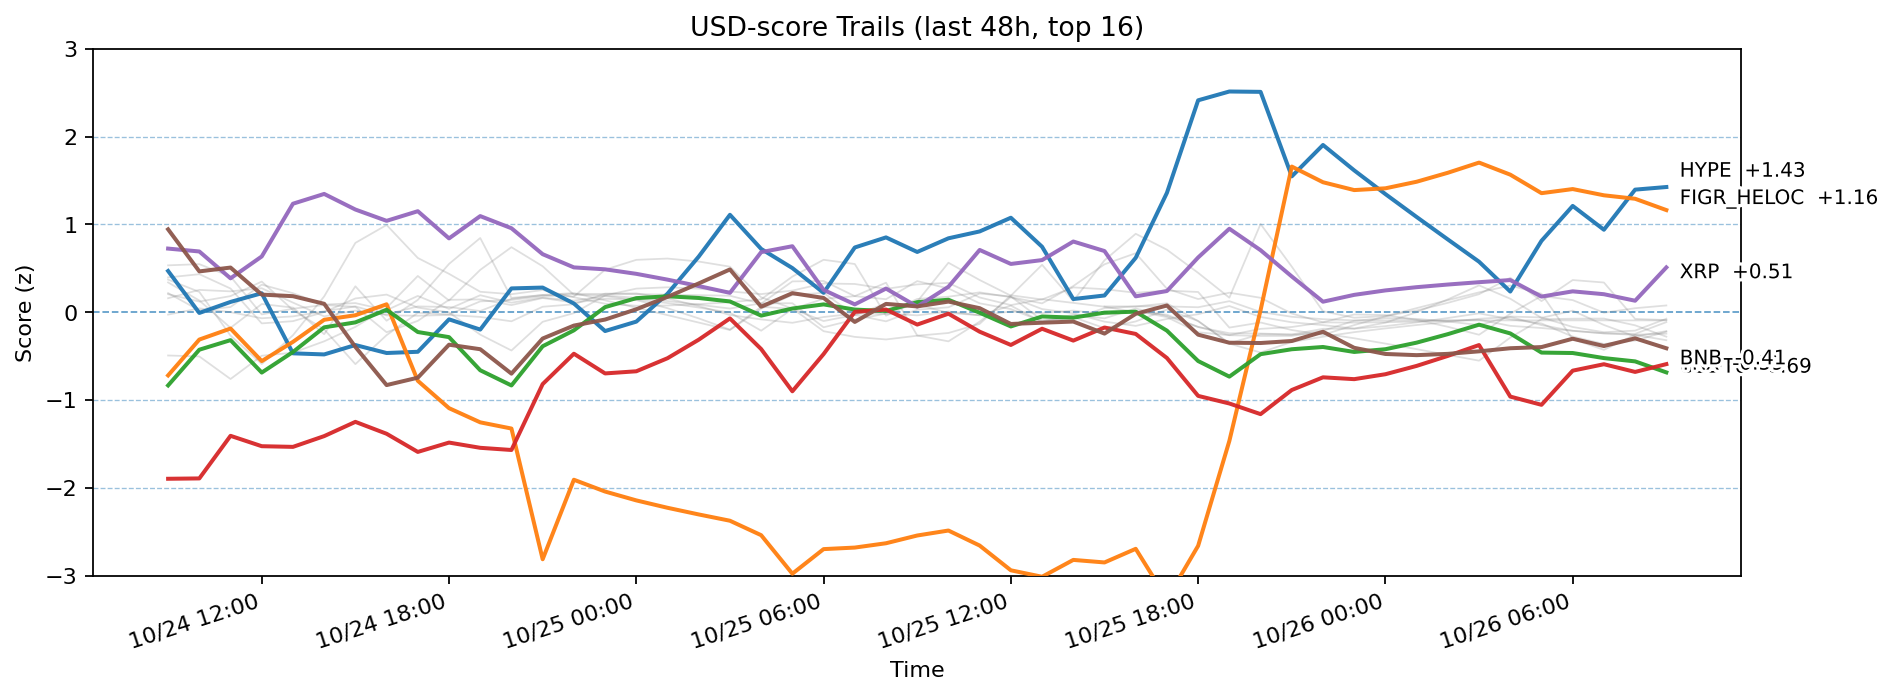 USD-score Trails (last 48h, top 16)
Score (z)
3
2
1
0
−1
−2
−3
HYPE +1.43
FIGR_HELOC +1.16
XRP +0.51
BNB -0.41
10/24 12:00
10/24 18:00
10/25 00:00
10/25 06:00
10/25 12:00
10/25 18:00
10/26 00:00
10/26 06:00
Time